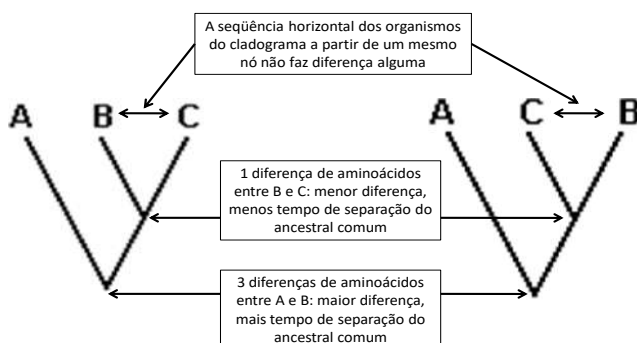 A seqüência horizontal dos organismos
do cladograma a partir de um mesmo
nó não faz diferença alguma
A B C
A C B
1 diferença de aminoácidos
entre B e C: menor diferença,
menos tempo de separação do
ancestral comum
3 diferenças de aminoácidos
entre A e B: maior diferença,
mais tempo de separação do
ancestral comum